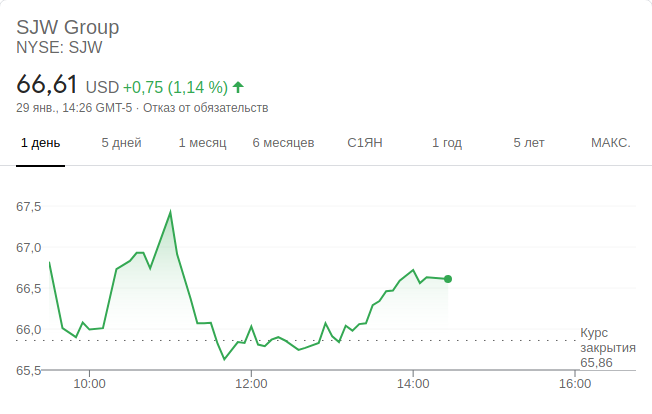 SJW Group
NYSE: SJW
66,61 USD +0,75 (1,14 %)
29 янв., 14:26 GMT-5 · Отказ от обязательств
1 день 5 дней 1 месяц 6 месяцев С1ЯН 1 год 5 лет МАКС.
67,5
67,0
66,5
66,0
65,5
Курс
закрытия
65,86
10:00 12:00 14:00 16:00